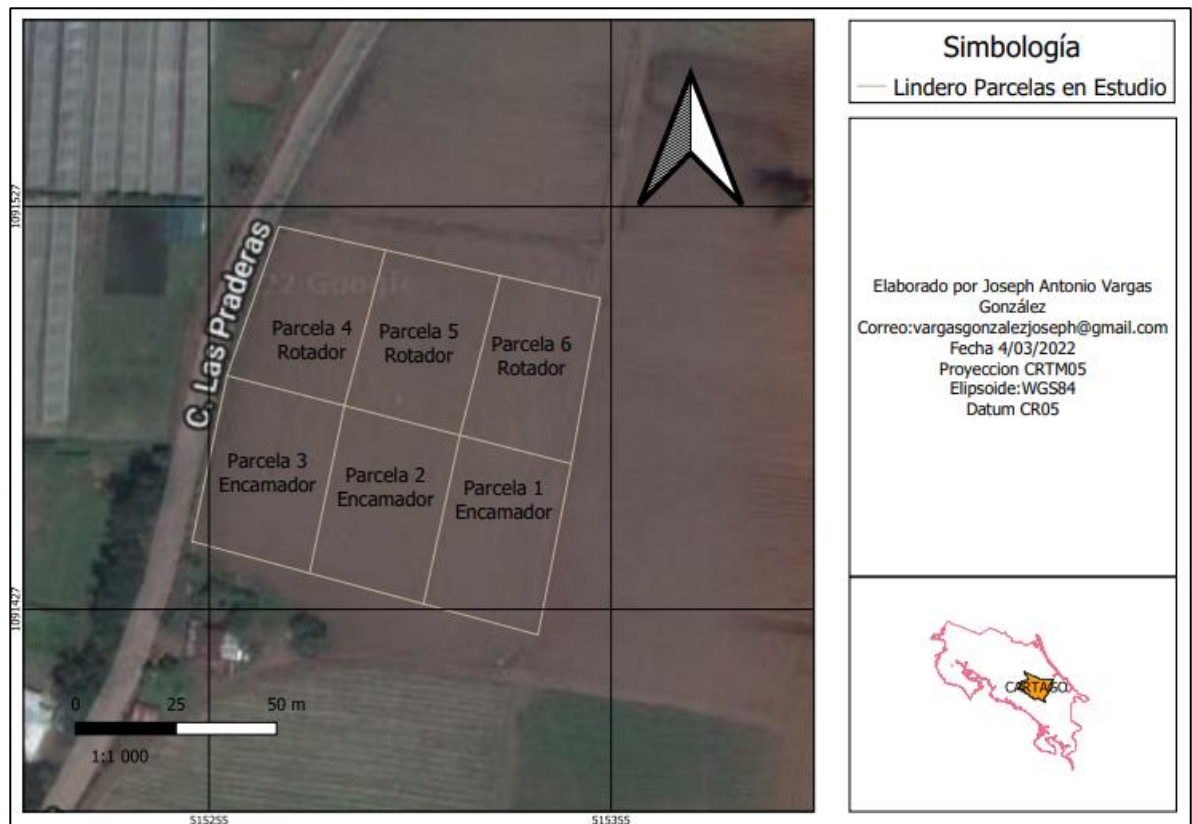 1091527
1091427
C. Las Praderas
22 Google
Parcela 4
Rotador
Parcela 5
Rotador
Parcela 6
Rotador
Parcela 3
Encamador
Parcela 2
Encamador
Parcela 1
Encamador
0 25 50 m
1:1 000
515255
515355
Simbología
Lindero Parcelas en Estudio
Elaborado por Joseph Antonio Vargas
González
Correo:vargasgonzalezjoseph@gmail.com
Fecha 4/03/2022
Proyeccion CRTM05
Elipsoide:WGS84
Datum CR05
CARTAGO